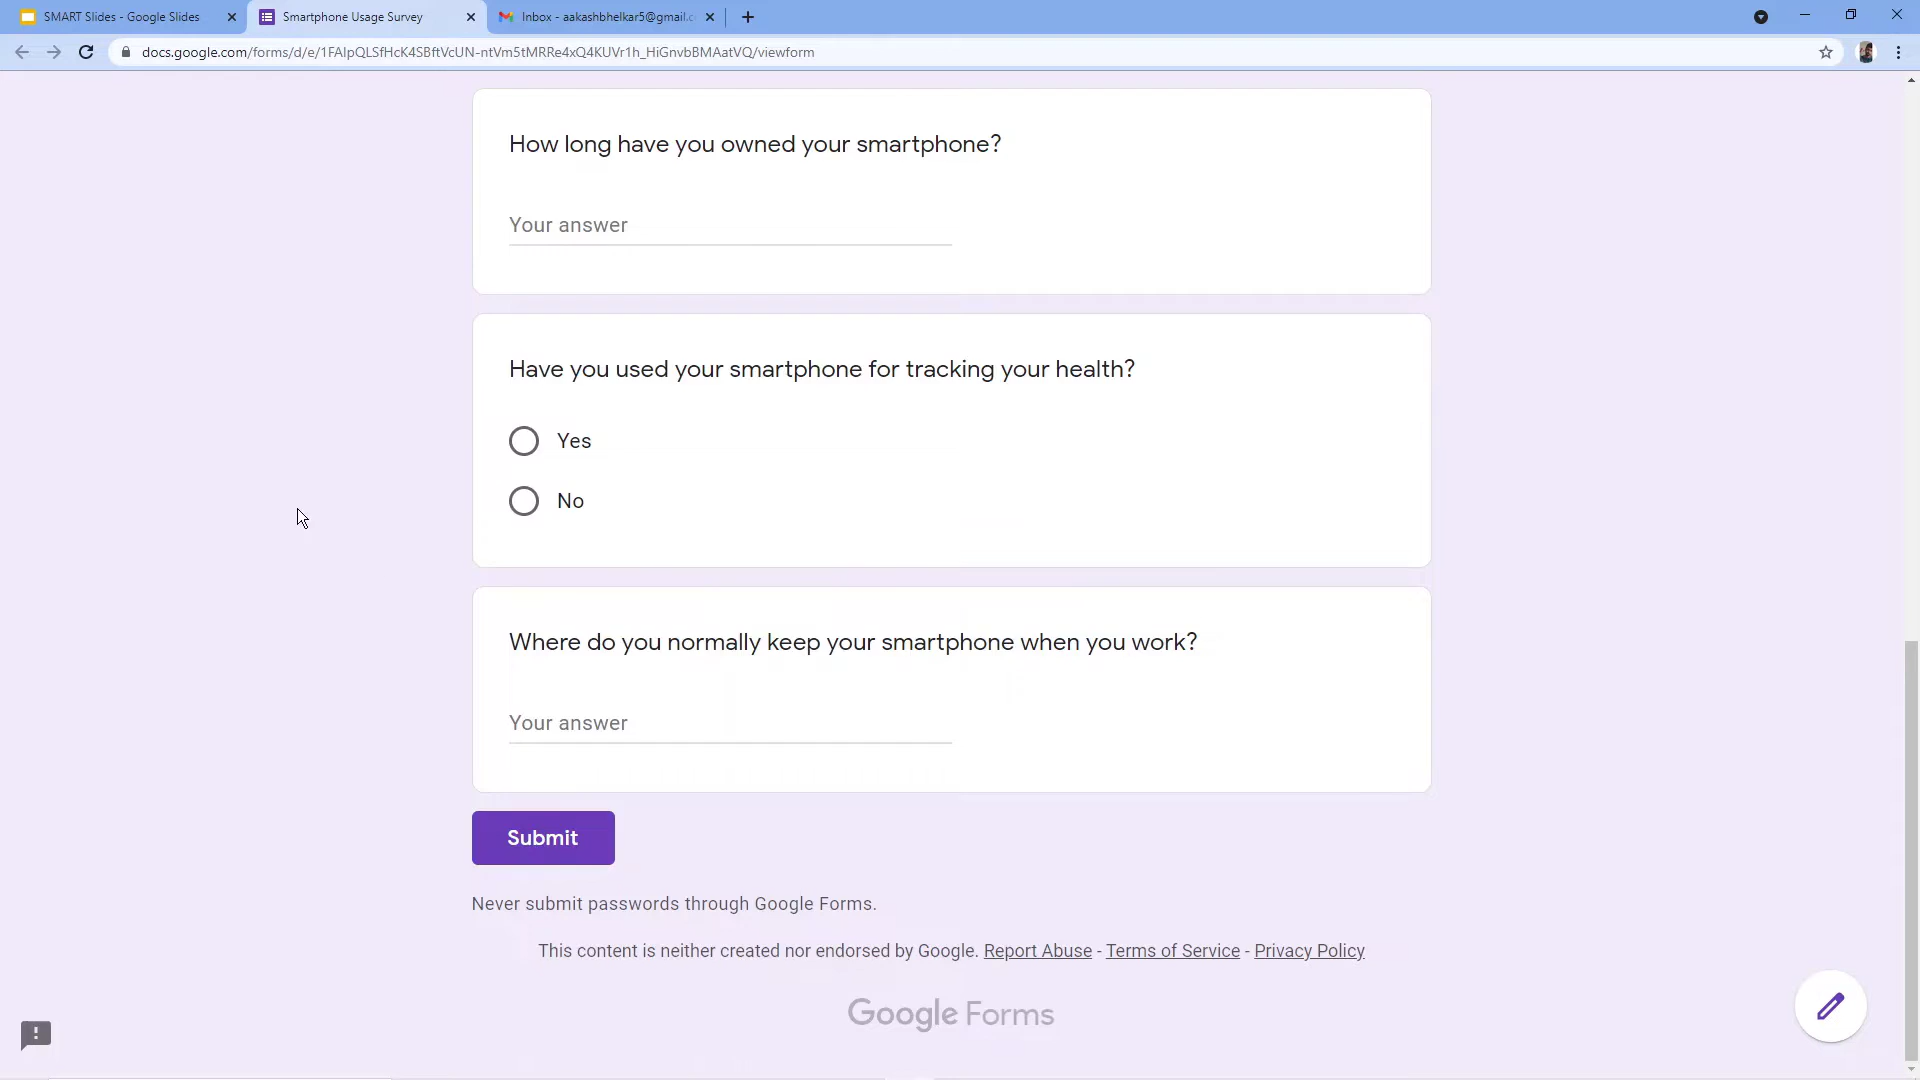 SMART Slides - Google Slides
Smartphone Usage Survey
Inbox - aakashbhelkar5@gmail.c
docs.google.com/forms/d/e/1FAIpQLSfHcK4SBftVcUN-ntVm5tMRRe4xQ4KUVr1h_HiGnvbBMAatVQ/viewform
How long have you owned your smartphone?
Your answer
Have you used your smartphone for tracking your health?
Yes
No
Where do you normally keep your smartphone when you work?
Your answer
Submit
Never submit passwords through Google Forms.
This content is neither created nor endorsed by Google. Report Abuse - Terms of Service - Privacy Policy
Google Forms